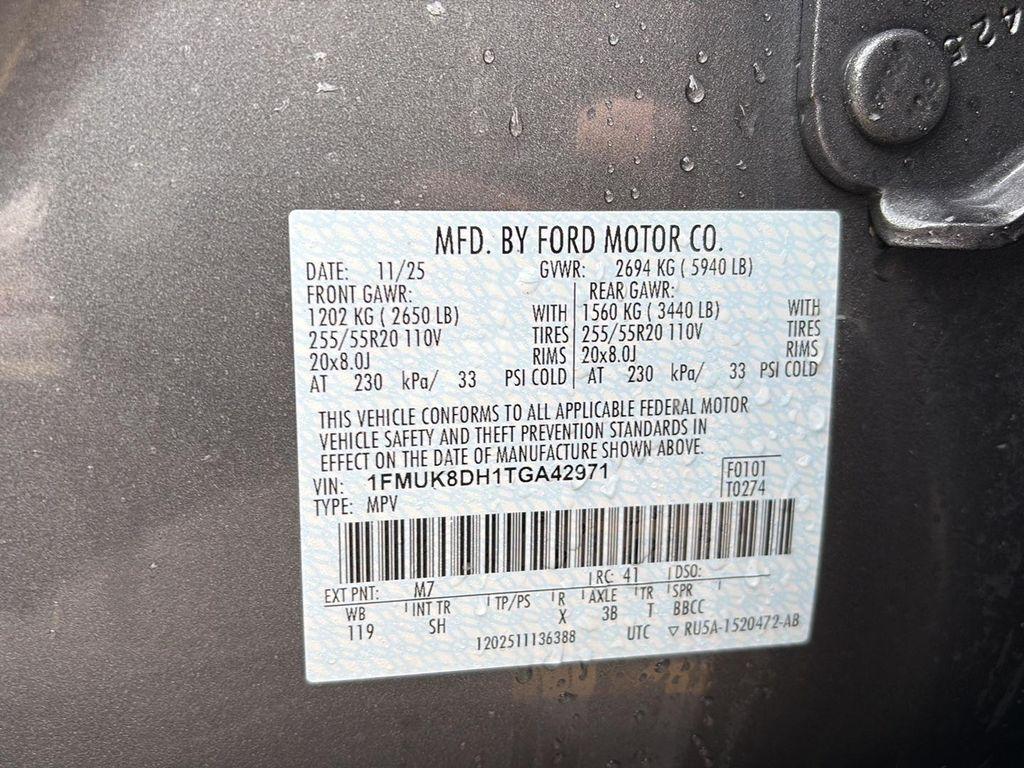 425
MFD. BY FORD MOTOR CO.
DATE: 11/25 GVWR: 2694 KG ( 5940 LB)
FRONT GAWR: REAR GAWR:
1202 KG ( 2650 LB) WITH 1560 KG ( 3440 LB) WITH
255/55R20 110V TIRES 255/55R20 110V TIRES
20x8.0J RIMS 20x8.0J RIMS
AT 230 kPa/ 33 PSI COLD AT 230 kPa/ 33 PSI COLD
THIS VEHICLE CONFORMS TO ALL APPLICABLE FEDERAL MOTOR
VEHICLE SAFETY AND THEFT PREVENTION STANDARDS IN
EFFECT ON THE DATE OF MANUFACTURE SHOWN ABOVE.
VIN: 1FMUK8DH1TGA42971 F0101
TYPE: MPV T0274
EXT PNT: M7 RC: 41 DSO:
WB INT TR TP/PS R AXLE TR SPR
119 SH X 3B T BBCC
1202511136388 UTC ▽ RU5A-1520472-AB